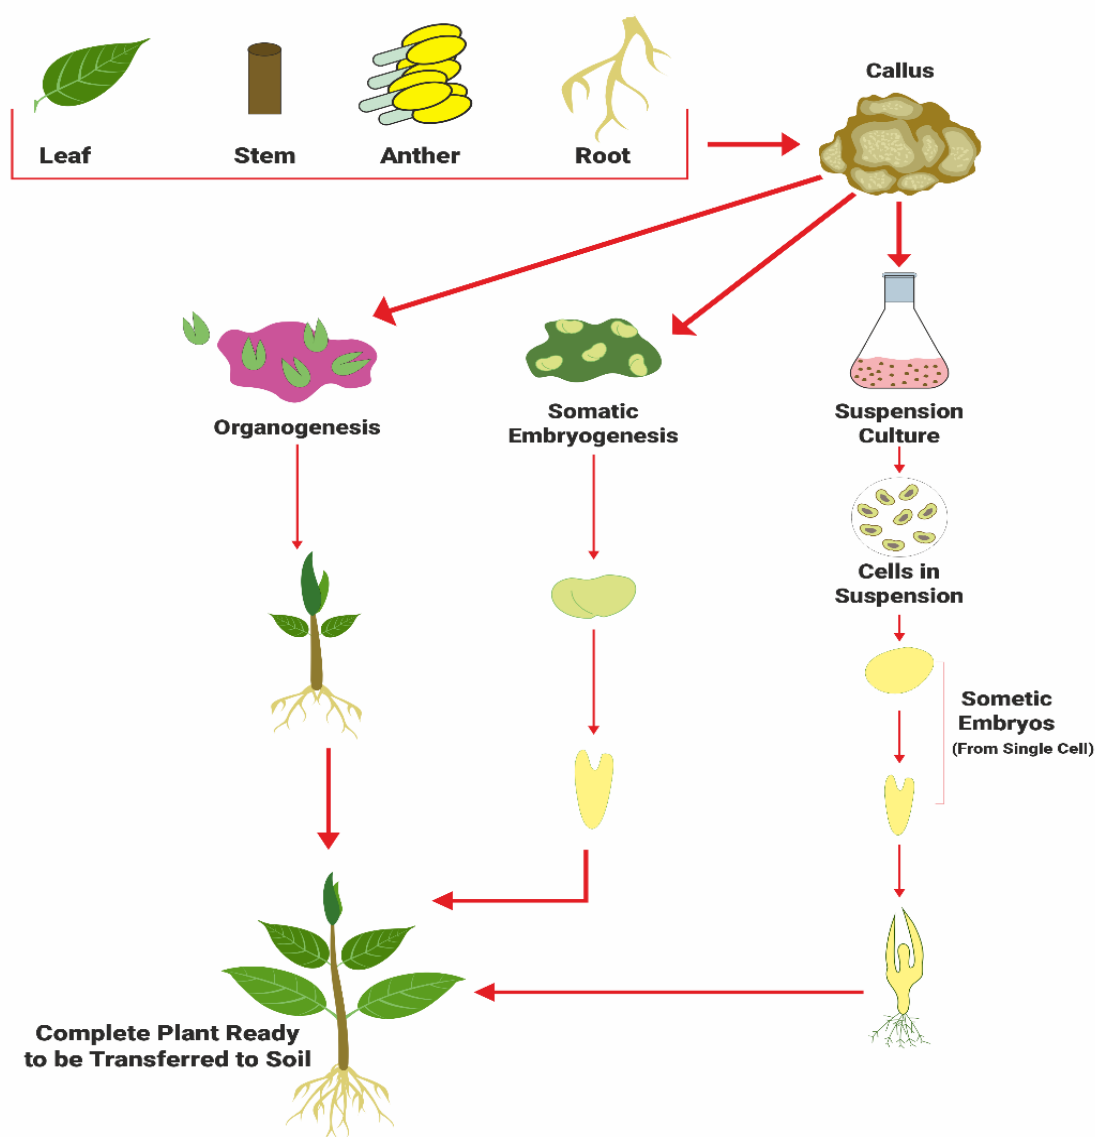 Callus
Leaf
Stem
Anther
Root
Organogenesis
Somatic
Embryogenesis
Suspension
Culture
Cells in
Suspension
Sometic
Embryos
(From Single Cell)
Complete Plant Ready
to be Transferred to Soil